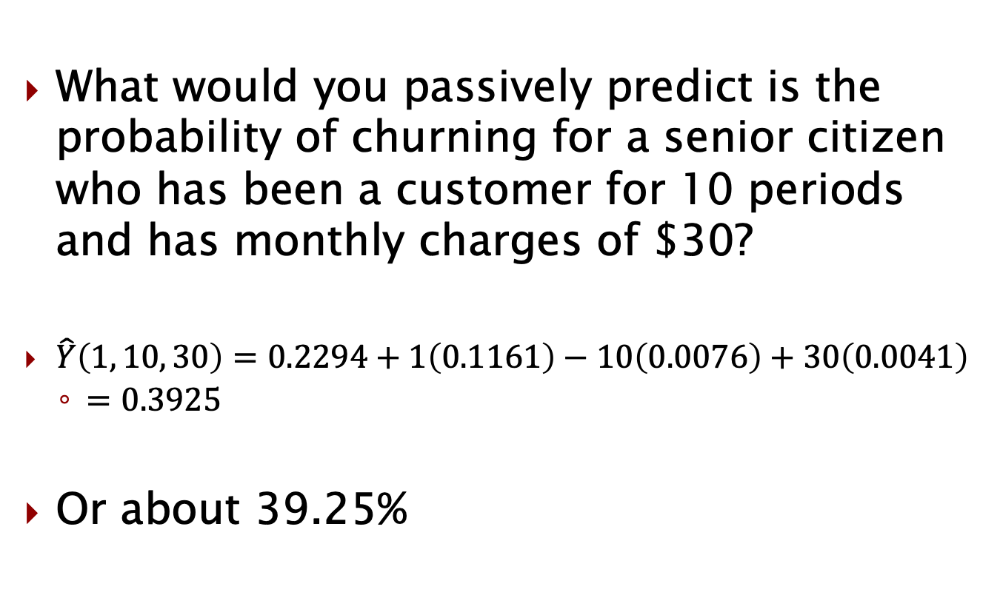 What would you passively predict is the
probability of churning for a senior citizen
who has been a customer for 10 periods
and has monthly charges of $30?
Ŷ(1, 10, 30) = 0.2294 + 1(0.1161) − 10(0.0076) + 30(0.0041)
= 0.3925
Or about 39.25%